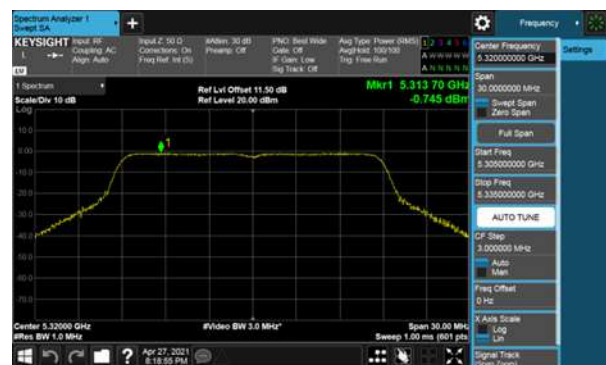 Spectrum Analyzer 1
Swept SA
Frequency
KEYSIGHT
Input: RF
Coupling: AC
Align: Auto
Input Z: 50 Ω
Corrections: On
Freq Ref: Int (S)
#Atten: 30 dB
Preamp: Off
PNO: Best Wide
Gate: Off
IF Gain: Low
Sig Track: Off
Avg Type: Power (RMS)
Avg|Hold: 100/100
Trig: Free Run
1 2 3 4 5 6
A W W W W W
A N N N N N
L
LV
1 Spectrum
Scale/Div 10 dB
Log
Ref Lvl Offset 11.50 dB
Ref Level 20.00 dBm
Mkr1 5.313 70 GHz
-0.745 dBm
1
10.0
0.00
-10.0
-20.0
-30.0
-40.0
-50.0
-60.0
-70.0
Center 5.32000 GHz
#Res BW 1.0 MHz
#Video BW 3.0 MHz*
Span 30.00 MHz
Sweep 1.00 ms (601 pts)
Center Frequency
5.320000000 GHz
Settings
Span
30.0000000 MHz
Swept Span
Zero Span
Full Span
Start Freq
5.305000000 GHz
Stop Freq
5.335000000 GHz
AUTO TUNE
CF Step
3.000000 MHz
Auto
Man
Freq Offset
0 Hz
X Axis Scale
Log
Lin
Signal Track
(Span Zoom)
?
Apr 27, 2021
8:18:55 PM